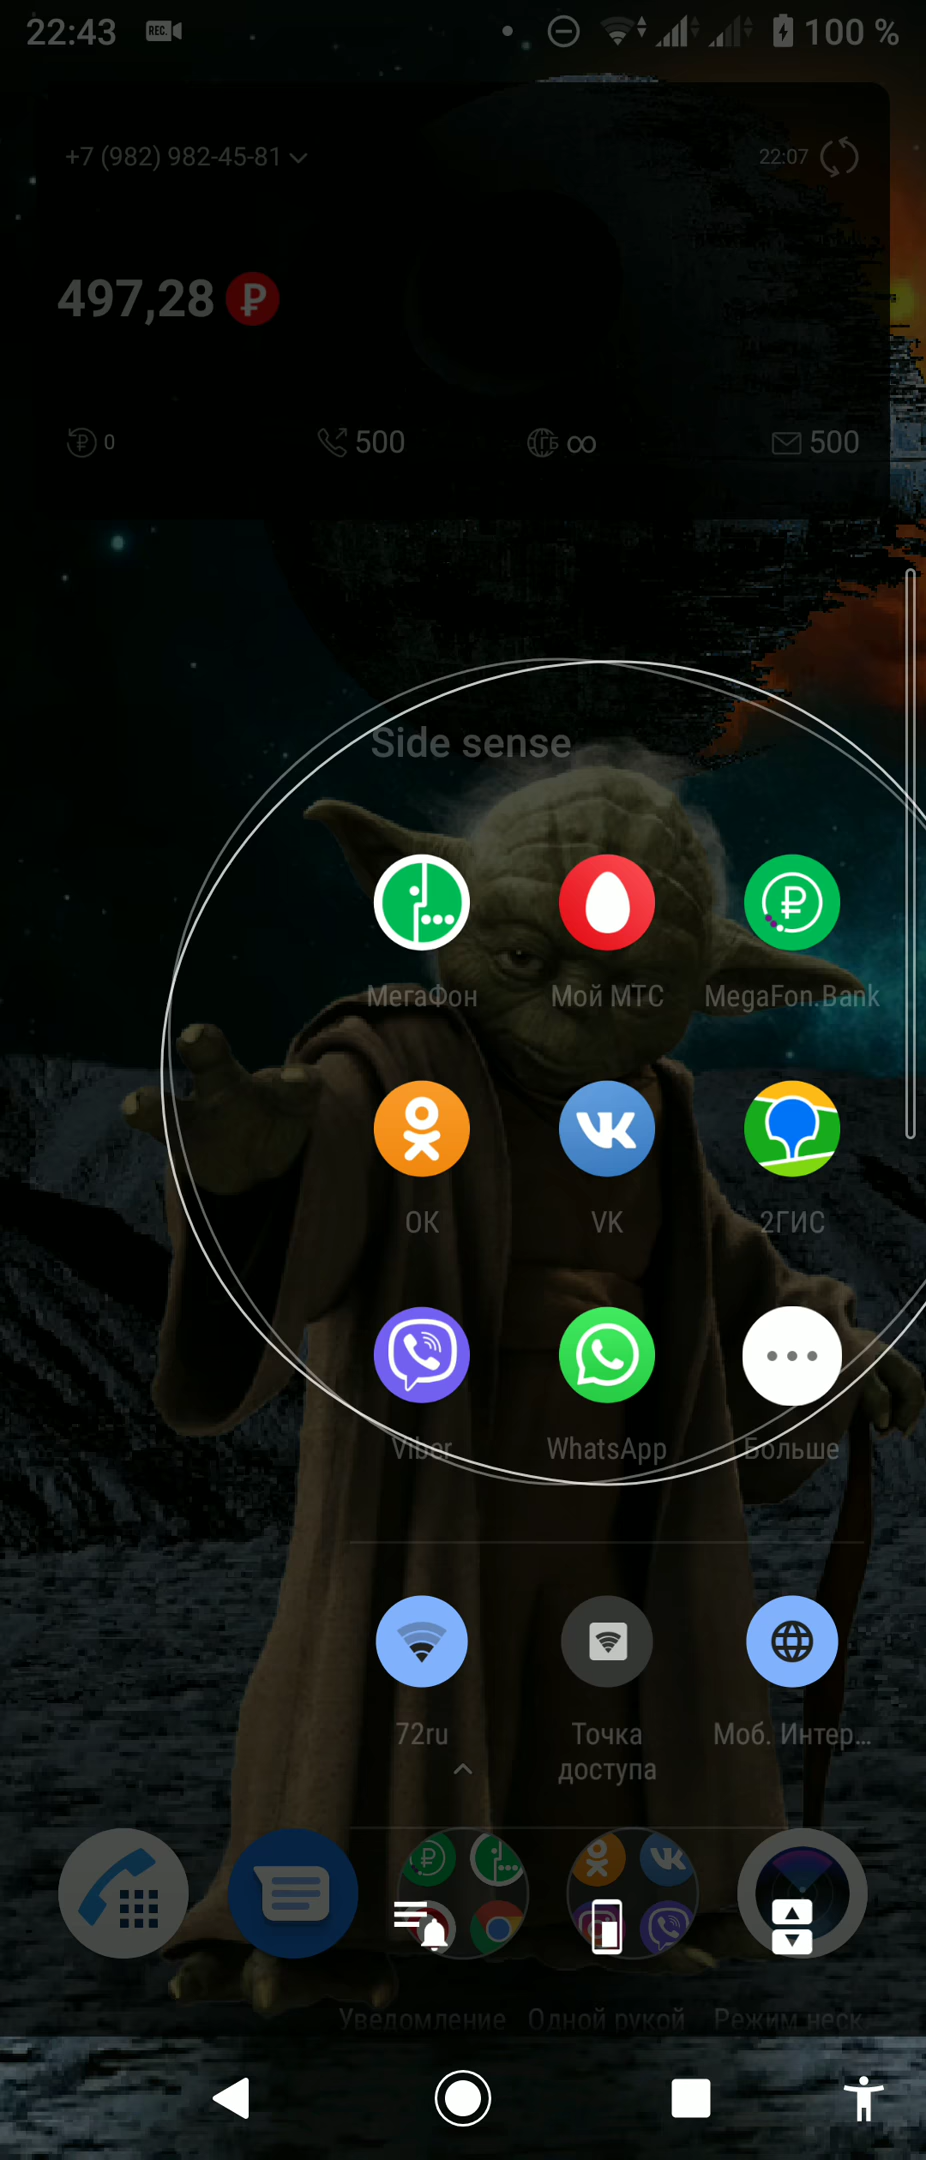 22:43 REC. 100 %
+7 (982) 982-45-81 22:07
497,28 ₽
0 500 ГБ ∞ 500
Side sense
МегаФон Мой МТС MegaFon.Bank
ОК VK 2ГИС
Viber WhatsApp Больше
72ru Точка доступа Моб. Интер…
Уведомление Одной рукой Режим неск